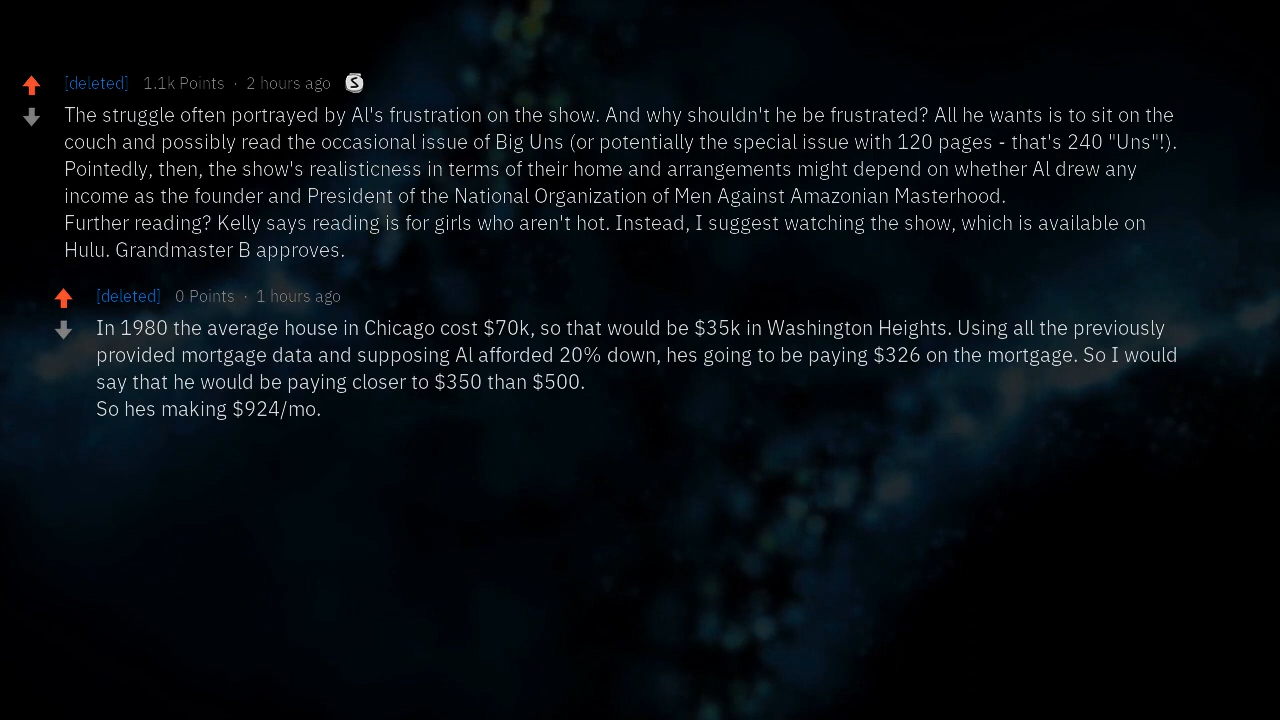 [deleted] 1.1k Points · 2 hours ago S
The struggle often portrayed by Al's frustration on the show. And why shouldn't he be frustrated? All he wants is to sit on the
couch and possibly read the occasional issue of Big Uns (or potentially the special issue with 120 pages - that's 240 "Uns"!).
Pointedly, then, the show's realisticness in terms of their home and arrangements might depend on whether Al drew any
income as the founder and President of the National Organization of Men Against Amazonian Masterhood.
Further reading? Kelly says reading is for girls who aren't hot. Instead, I suggest watching the show, which is available on
Hulu. Grandmaster B approves.
[deleted] 0 Points · 1 hours ago
In 1980 the average house in Chicago cost $70k, so that would be $35k in Washington Heights. Using all the previously
provided mortgage data and supposing Al afforded 20% down, hes going to be paying $326 on the mortgage. So I would
say that he would be paying closer to $350 than $500.
So hes making $924/mo.